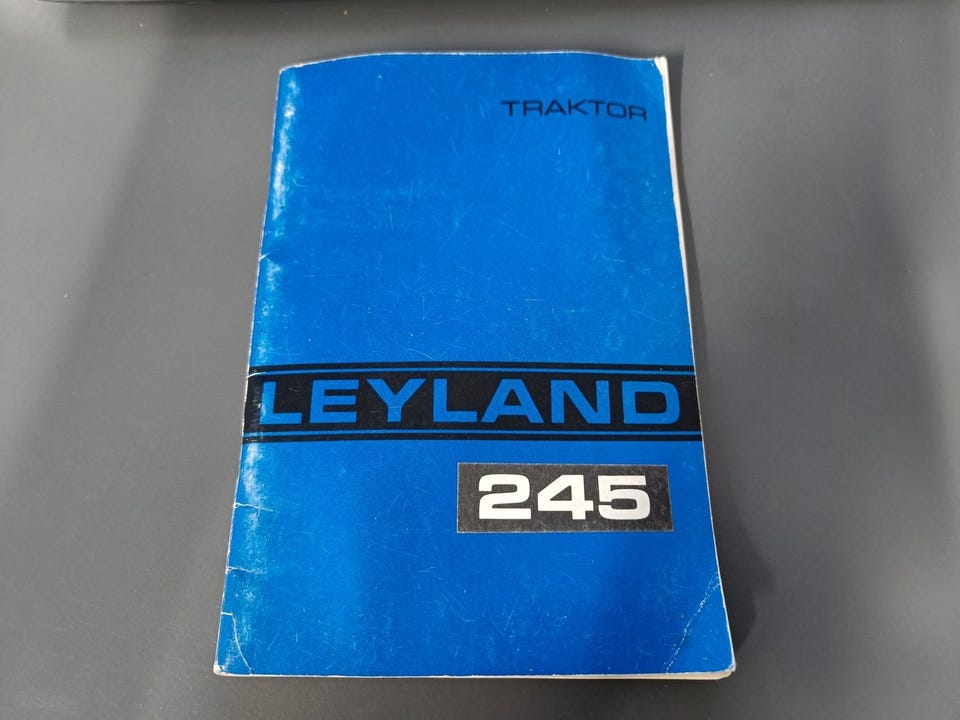 TRAKTOR
LEYLAND
245